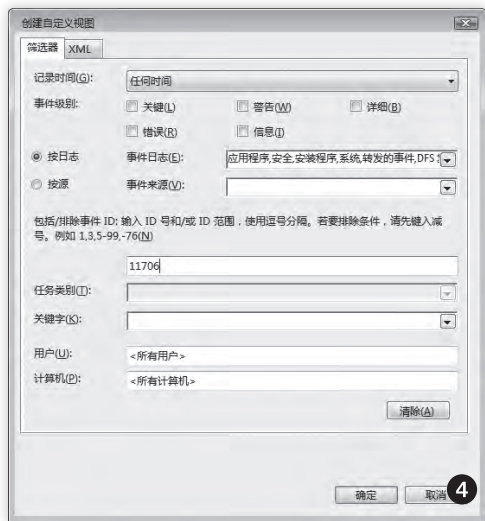 创建自定义视图
筛选器 XML
记录时间(G): 任何时间
事件级别: 关键(L) 警告(W) 详细(B)
错误(R) 信息(I)
按日志 事件日志(E): 应用程序,安全,安装程序,系统,转发的事件,DFS
按源 事件来源(V):
包括/排除事件 ID: 输入 ID 号和/或 ID 范围，使用逗号分隔。若要排除条件，请先键入减
号。例如 1,3,5-99,-76(N)
11706
任务类别(T):
关键字(K):
用户(U): <所有用户>
计算机(P): <所有计算机>
清除(A)
确定 取消 4